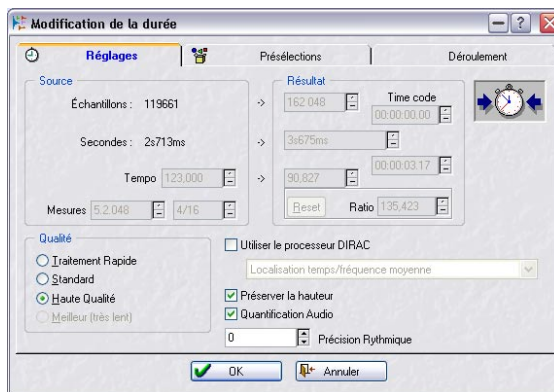 Modification de la durée
Réglages
Présélections
Déroulement
Source
Échantillons : 119661
Secondes : 2s713ms
Tempo 123,000
Mesures 5.2.048 4/16
->
->
->
Résultat
162 048
Time code
00:00:00.00
3s675ms
00:00:03.17
90,827
Reset Ratio 135,423
Qualité
Traitement Rapide
Standard
Haute Qualité
Meilleur (très lent)
Utiliser le processeur DIRAC
Localisation temps/fréquence moyenne
Préserver la hauteur
Quantification Audio
0 Précision Rythmique
OK
Annuler